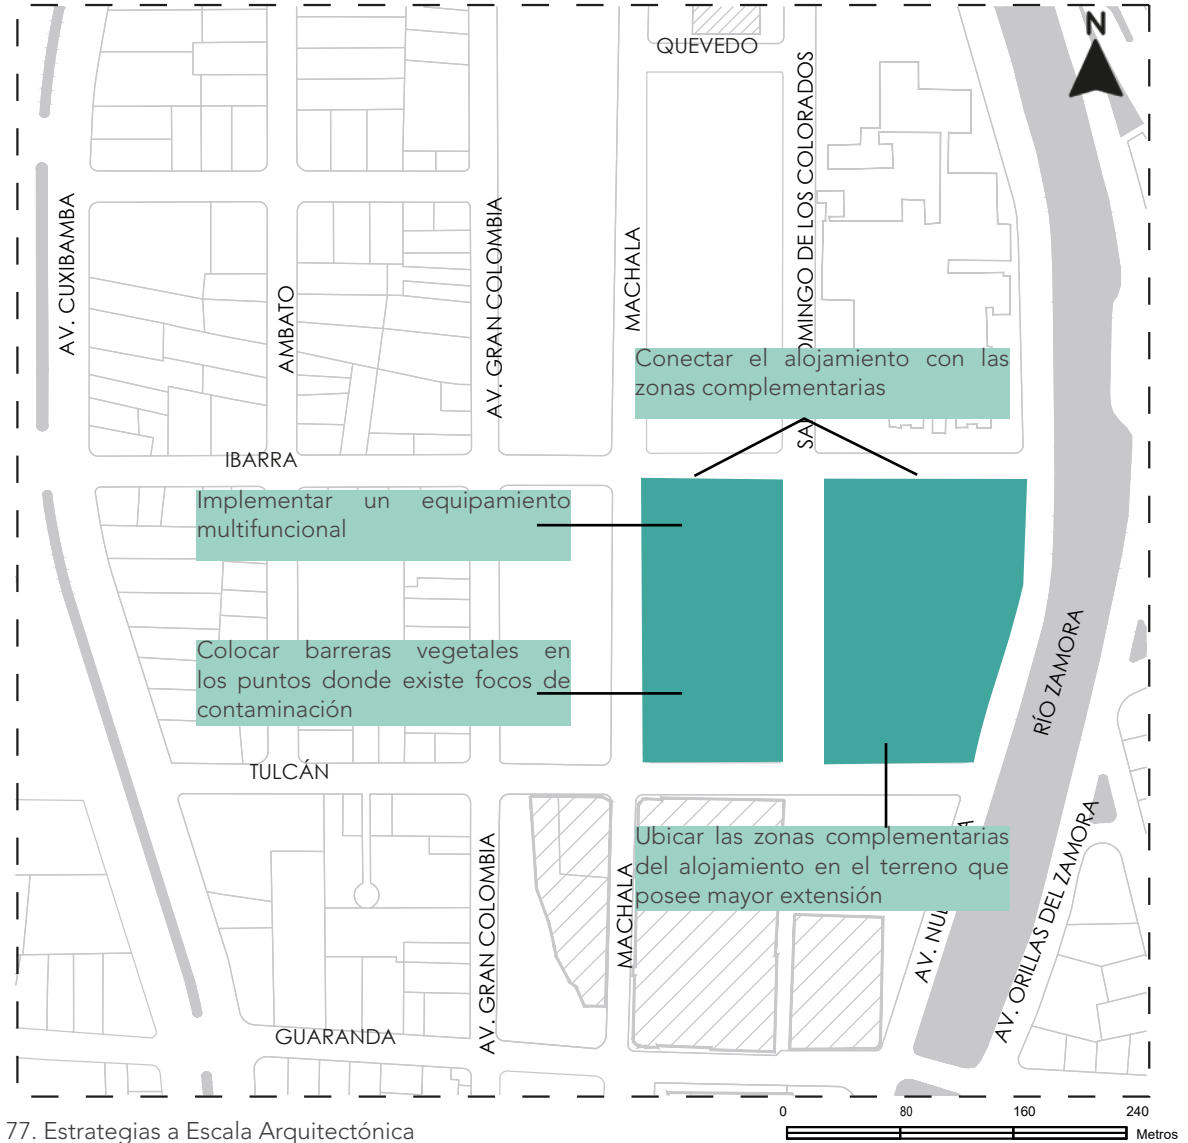 N
QUEVEDO
SANTO DOMINGO DE LOS COLORADOS
AV. CUXIBAMBA
AMBATO
AV. GRAN COLOMBIA
MACHALA
Conectar el alojamiento con las
zonas complementarias
IBARRA
Implementar un equipamiento
multifuncional
Colocar barreras vegetales en
los puntos donde existe focos de
contaminación
RÍO ZAMORA
TULCÁN
Ubicar las zonas complementarias
del alojamiento en el terreno que
posee mayor extensión
AV. GRAN COLOMBIA
MACHALA
AV.
AV. ORILLAS DEL ZAMORA
GUARANDA
77. Estrategias a Escala Arquitectónica
0 80 160 240
Metros